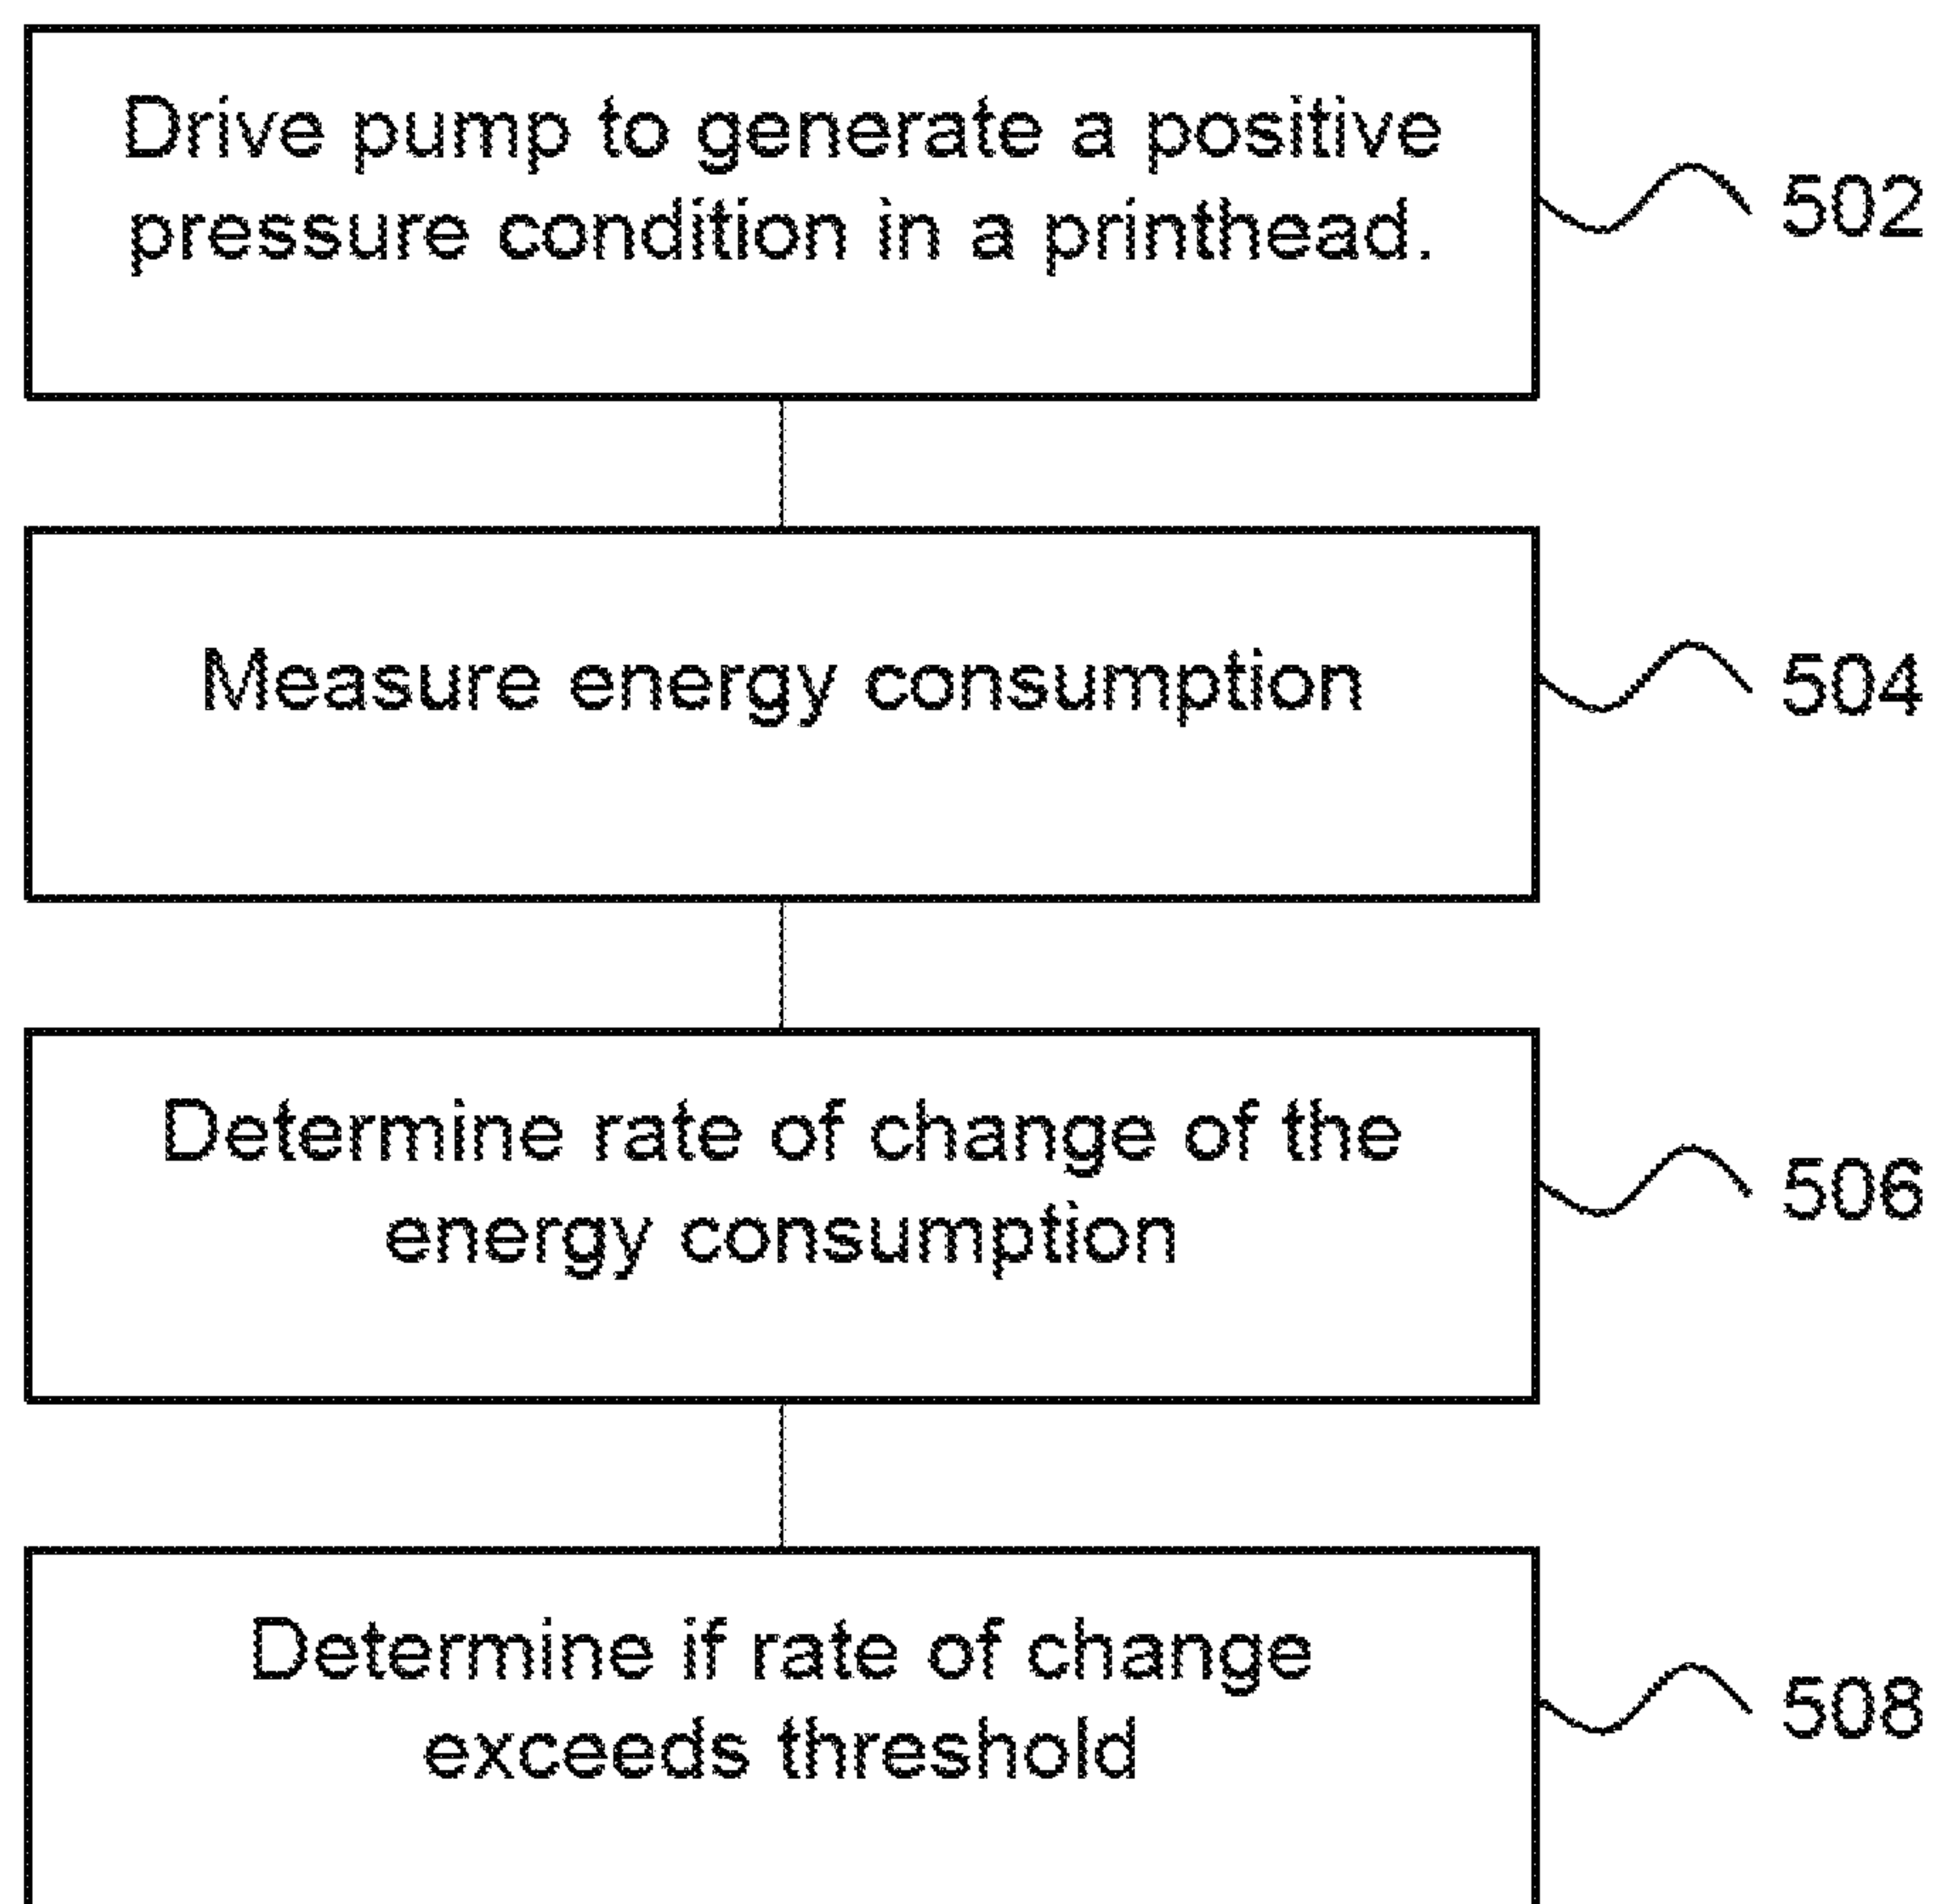 Drive pump to generate a positive
pressure condition in a printhead.
502
Measure energy consumption
504
Determine rate of change of the
energy consumption
506
Determine if rate of change
exceeds threshold
508